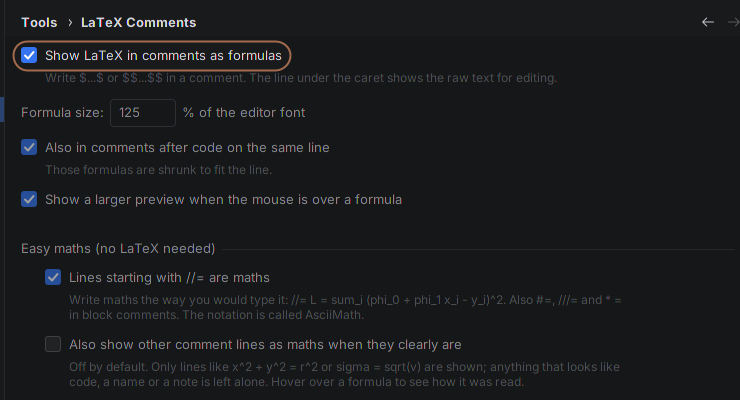 Tools › LaTeX Comments
Show LaTeX in comments as formulas
Write $...$ or $$...$$ in a comment. The line under the caret shows the raw text for editing.
Formula size: 125 % of the editor font
Also in comments after code on the same line
Those formulas are shrunk to fit the line.
Show a larger preview when the mouse is over a formula
Easy maths (no LaTeX needed)
Lines starting with //= are maths
Write maths the way you would type it: //= L = sum_i (phi_0 + phi_1 x_i - y_i)^2. Also #=, ///= and * =
in block comments. The notation is called AsciiMath.
Also show other comment lines as maths when they clearly are
Off by default. Only lines like x^2 + y^2 = r^2 or sigma = sqrt(v) are shown; anything that looks like
code, a name or a note is left alone. Hover over a formula to see how it was read.